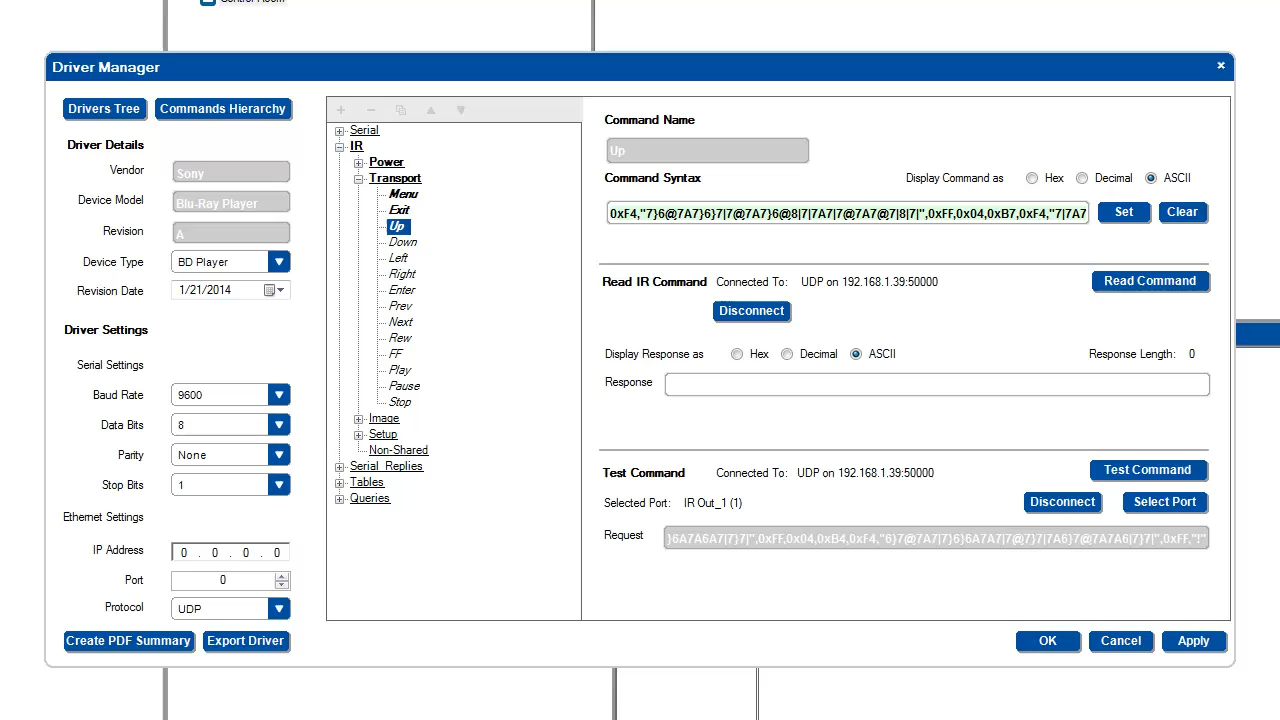 Control Room
Driver Manager
×
Drivers Tree
Commands Hierarchy
Driver Details
Vendor
Sony
Device Model
Blu-Ray Player
Revision
A
Device Type
BD Player
Revision Date
1/21/2014
Driver Settings
Serial Settings
Baud Rate
9600
Data Bits
8
Parity
None
Stop Bits
1
Ethernet Settings
IP Address
0 . 0 . 0 . 0
Port
0
Protocol
UDP
Create PDF Summary
Export Driver
Serial
IR
Power
Transport
Menu
Exit
Up
Down
Left
Right
Enter
Prev
Next
Rew
FF
Play
Pause
Stop
Image
Setup
Non-Shared
Serial Replies
Tables
Queries
Command Name
Up
Command Syntax
Display Command as
Hex
Decimal
ASCII
0xF4,"7}6@7A7}6}7|7@7A7}6@8|7|7A7|7@7A7@7|8|7|",0xFF,0x04,0xB7,0xF4,"7|7A7
Set
Clear
Read IR Command
Connected To:
UDP on 192.168.1.39:50000
Read Command
Disconnect
Display Response as
Hex
Decimal
ASCII
Response Length:
0
Response
Test Command
Connected To:
UDP on 192.168.1.39:50000
Test Command
Selected Port:
IR Out_1 (1)
Disconnect
Select Port
Request
}6A7A6A7|7}7|",0xFF,0x04,0xB4,0xF4,"6}7@7A7|7}6}6A7A7|7@7}7|7A6}7@7A7A6|7}7|",0xFF,"!"
OK
Cancel
Apply